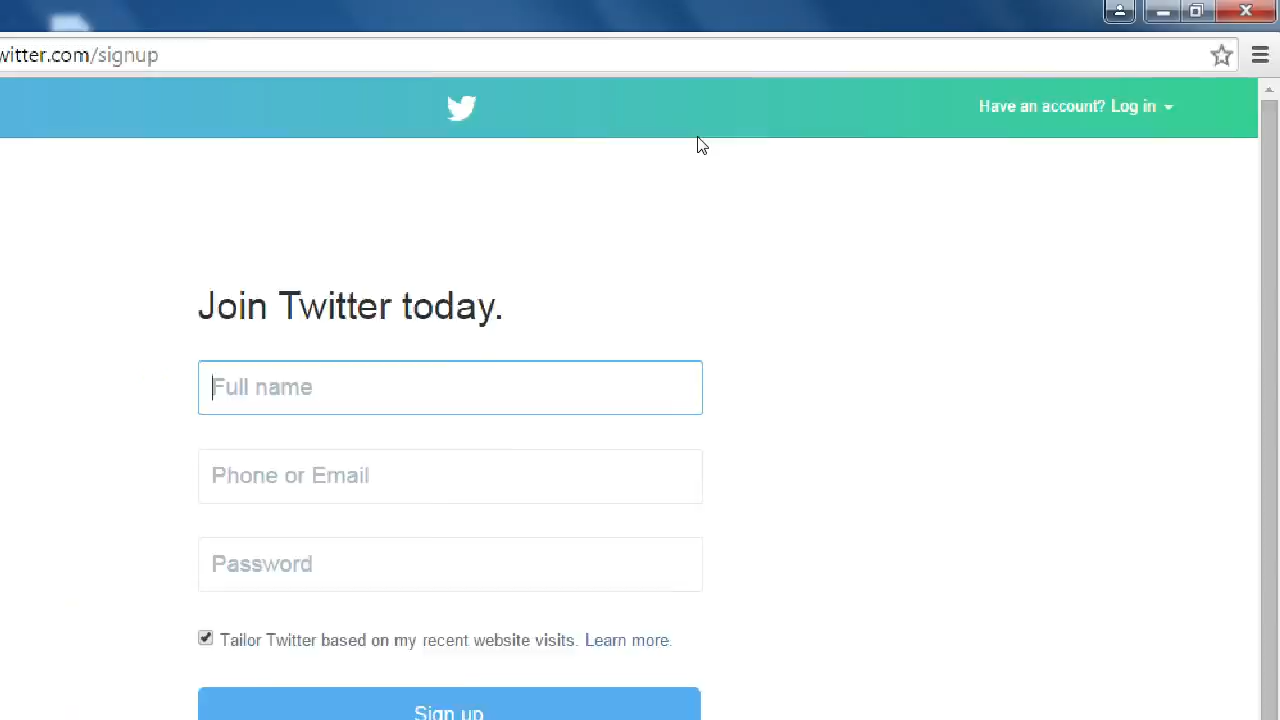 witter.com/signup
Have an account? Log in
Join Twitter today.
Full name
Phone or Email
Password
Tailor Twitter based on my recent website visits. Learn more.
Sign up